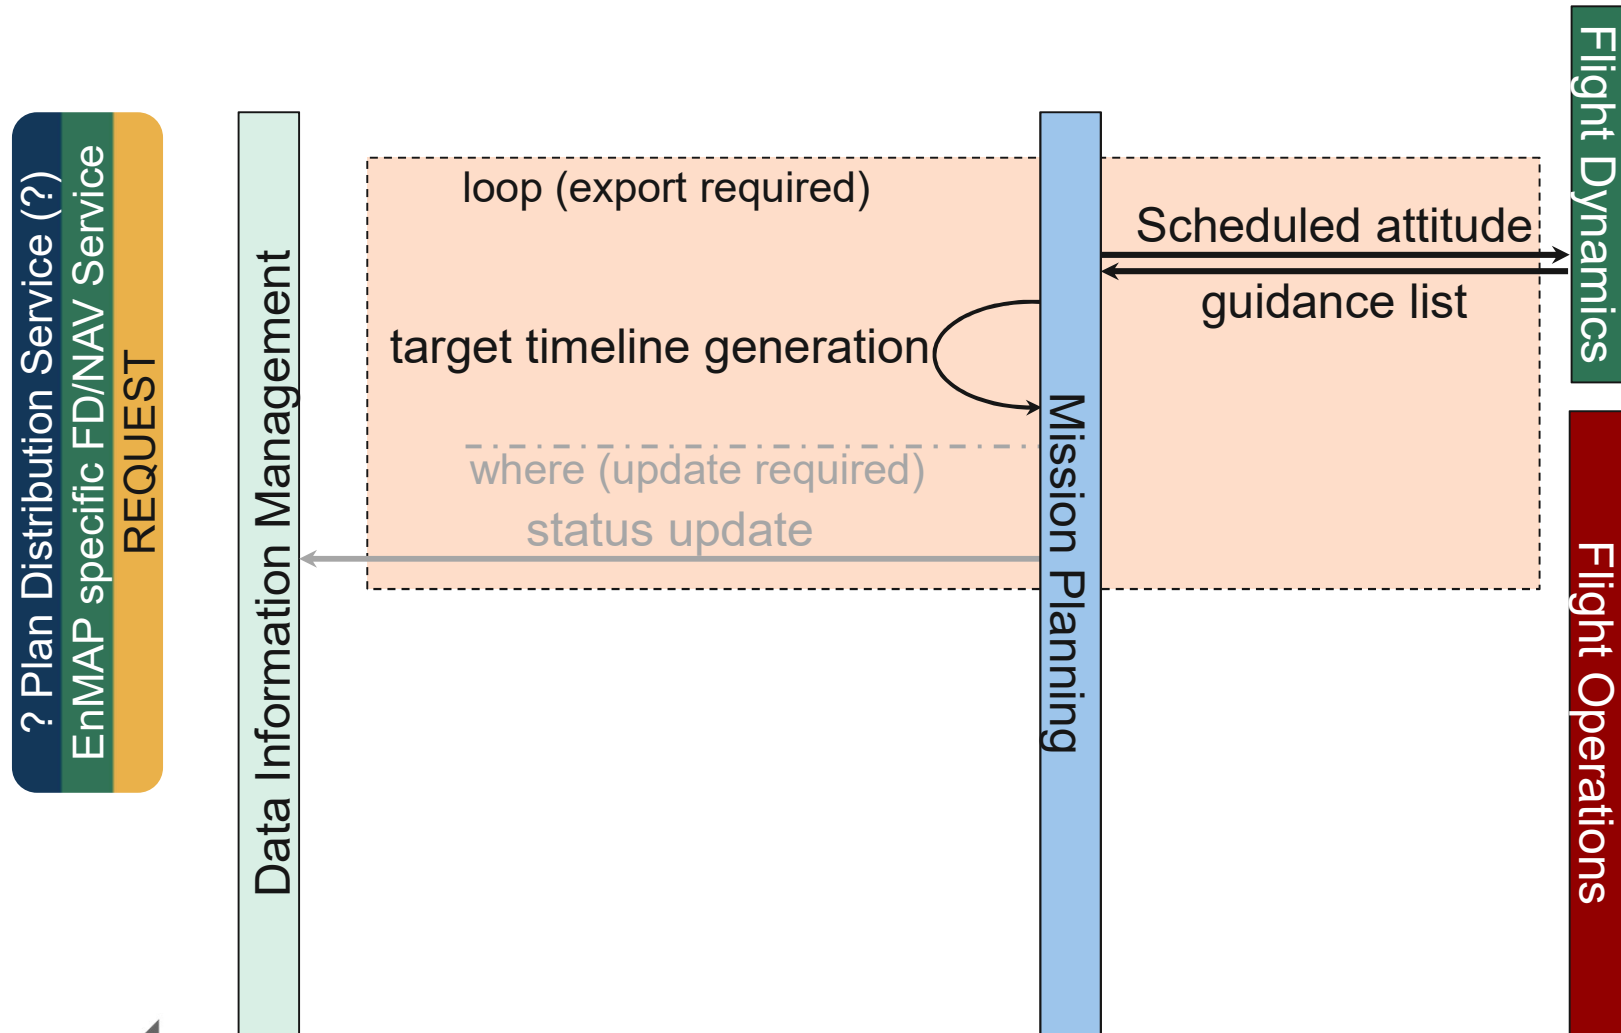 ? Plan Distribution Service (?)
EnMAP specific FD/NAV Service
REQUEST
Data Information Management
loop (export required)
target timeline generation
where (update required)
status update
Mission Planning
Scheduled attitude
guidance list
Flight Dynamics
Flight Operations